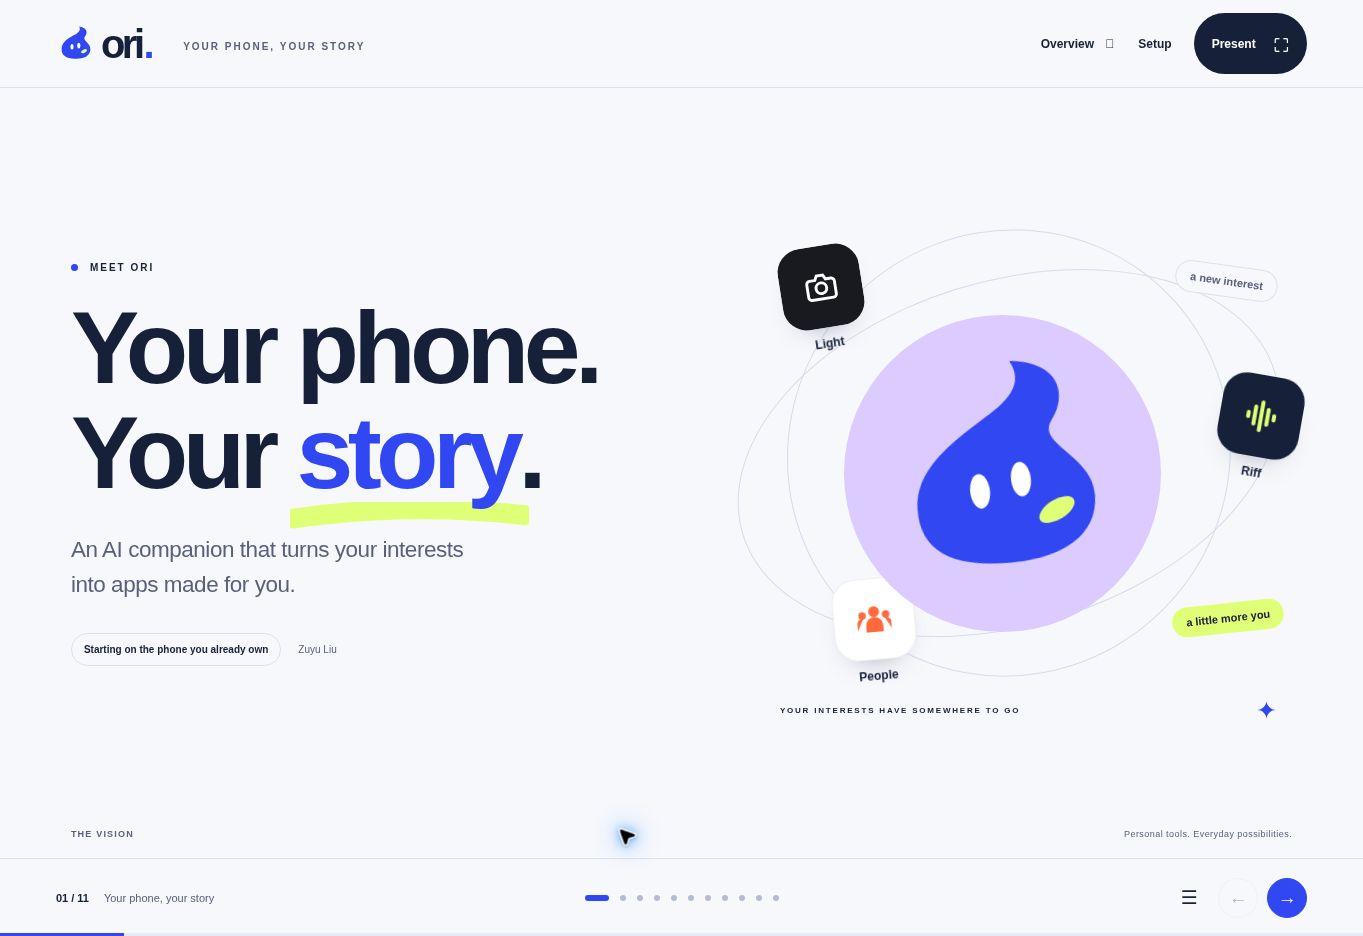 ori.
YOUR PHONE, YOUR STORY
Overview
Setup
Present
MEET ORI
Your phone.
Your story.
An AI companion that turns your interests
into apps made for you.
Starting on the phone you already own
Zuyu Liu
Light
a new interest
Riff
a little more you
People
YOUR INTERESTS HAVE SOMEWHERE TO GO
THE VISION
Personal tools. Everyday possibilities.
01 / 11
Your phone, your story